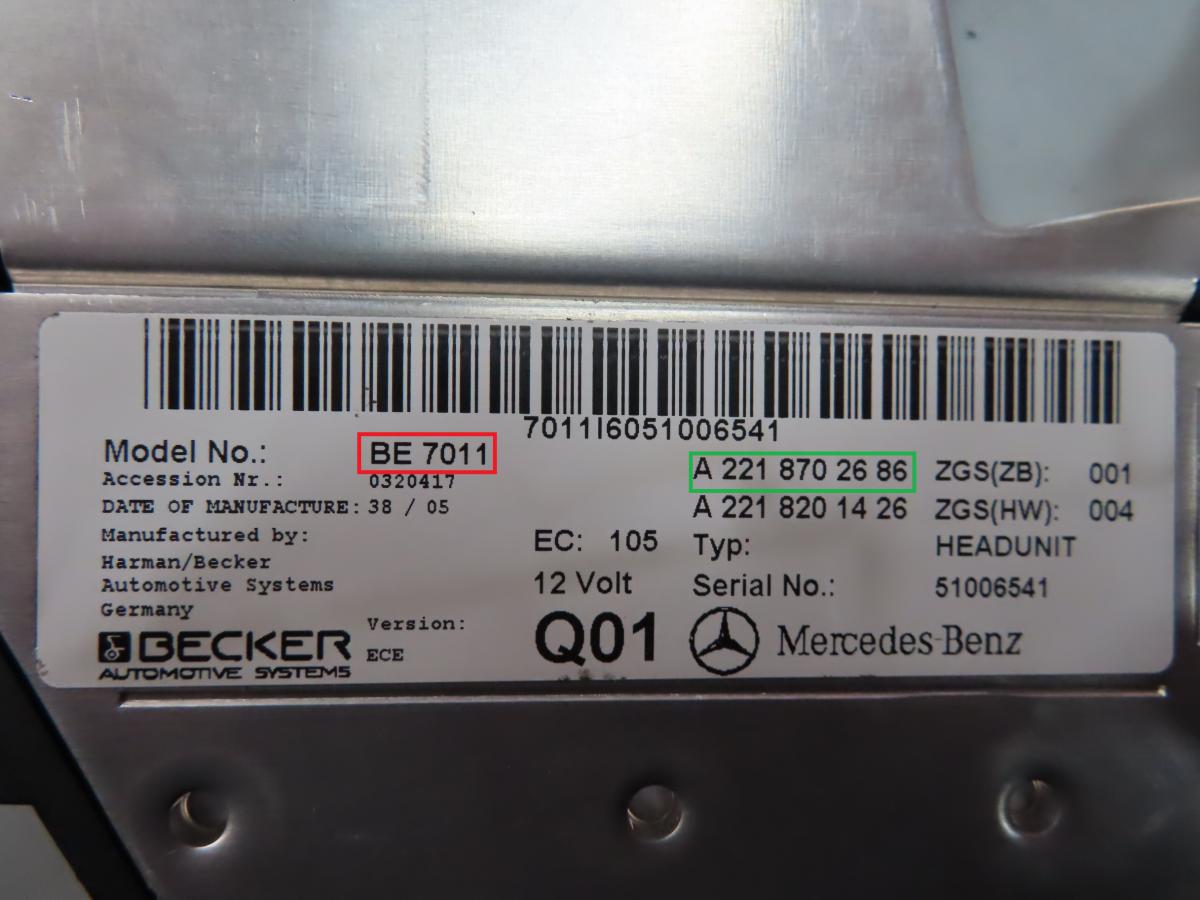 7011I6051006541
Model No.: BE 7011
Accession Nr.: 0320417
DATE OF MANUFACTURE: 38 / 05
Manufactured by:
Harman/Becker
Automotive Systems
Germany
BECKER
AUTOMOTIVE SYSTEMS
Version:
ECE
EC: 105
12 Volt
Q01
A 221 870 26 86 ZGS(ZB): 001
A 221 820 14 26 ZGS(HW): 004
Typ: HEADUNIT
Serial No.: 51006541
Mercedes-Benz